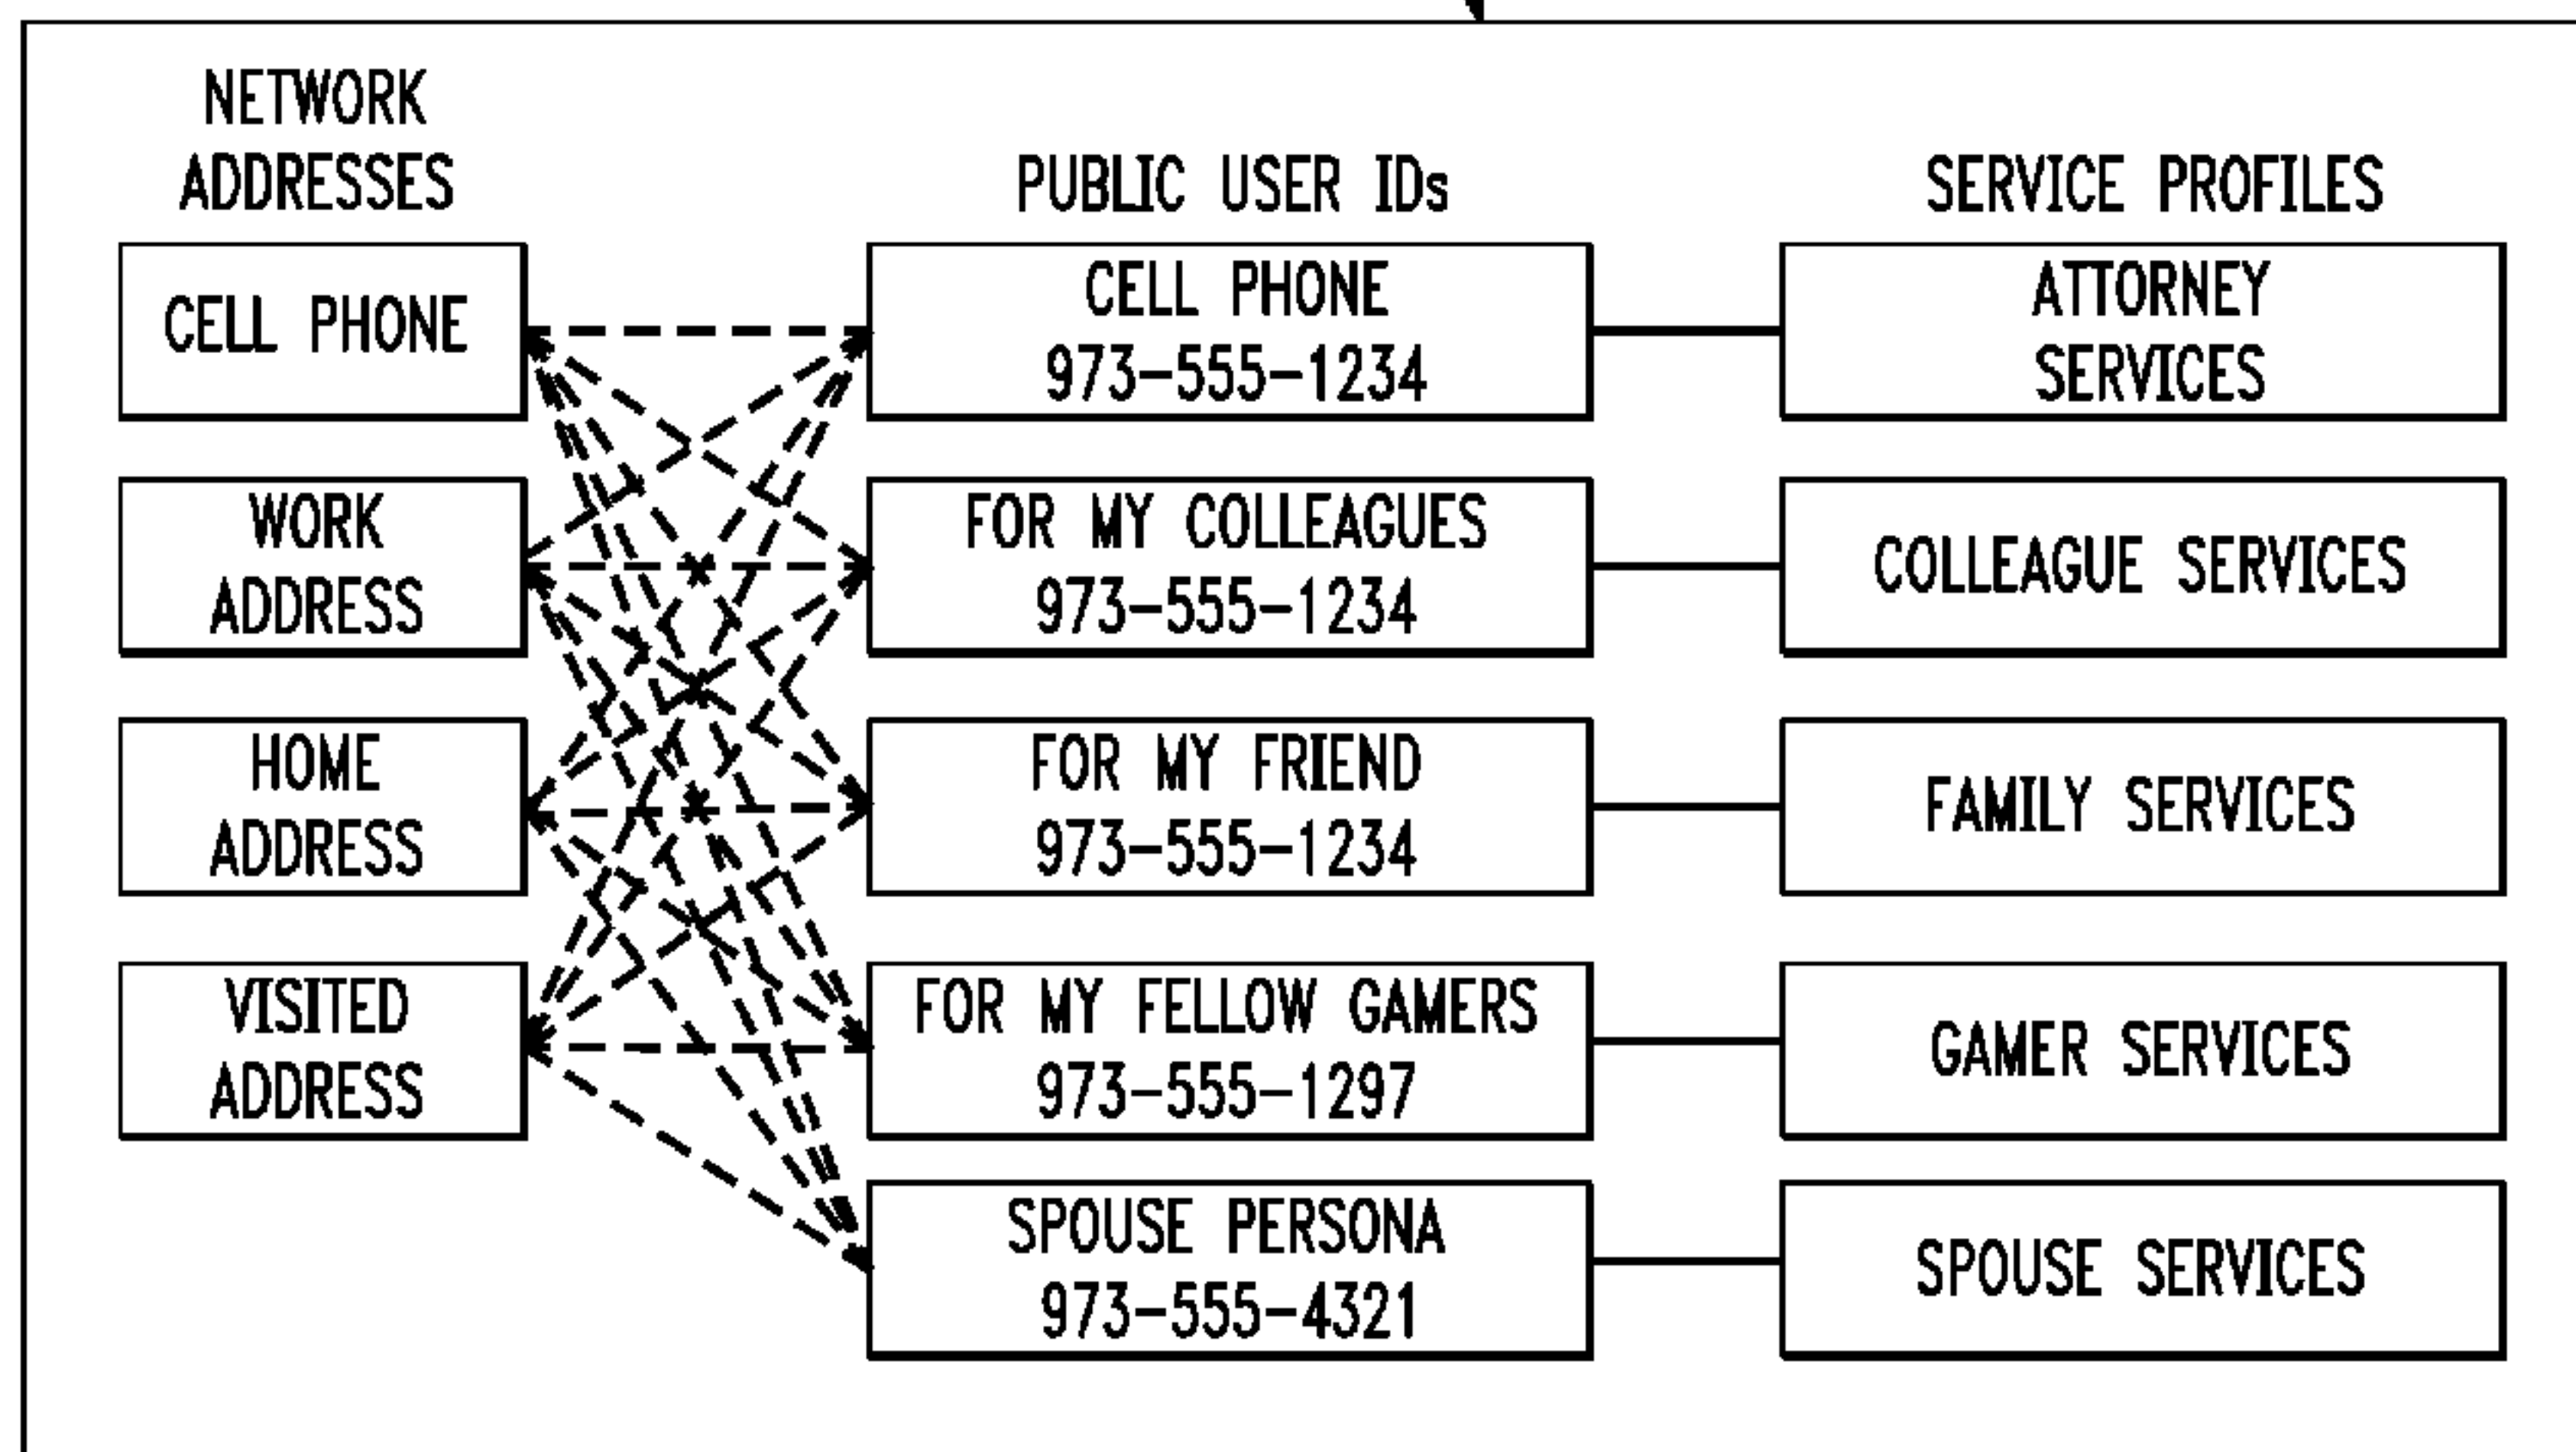 NETWORK
ADDRESSES
PUBLIC USER IDs
SERVICE PROFILES
CELL PHONE
CELL PHONE
973-555-1234
ATTORNEY
SERVICES
WORK
ADDRESS
FOR MY COLLEAGUES
973-555-1234
COLLEAGUE SERVICES
HOME
ADDRESS
FOR MY FRIEND
973-555-1234
FAMILY SERVICES
VISITED
ADDRESS
FOR MY FELLOW GAMERS
973-555-1297
GAMER SERVICES
SPOUSE PERSONA
973-555-4321
SPOUSE SERVICES